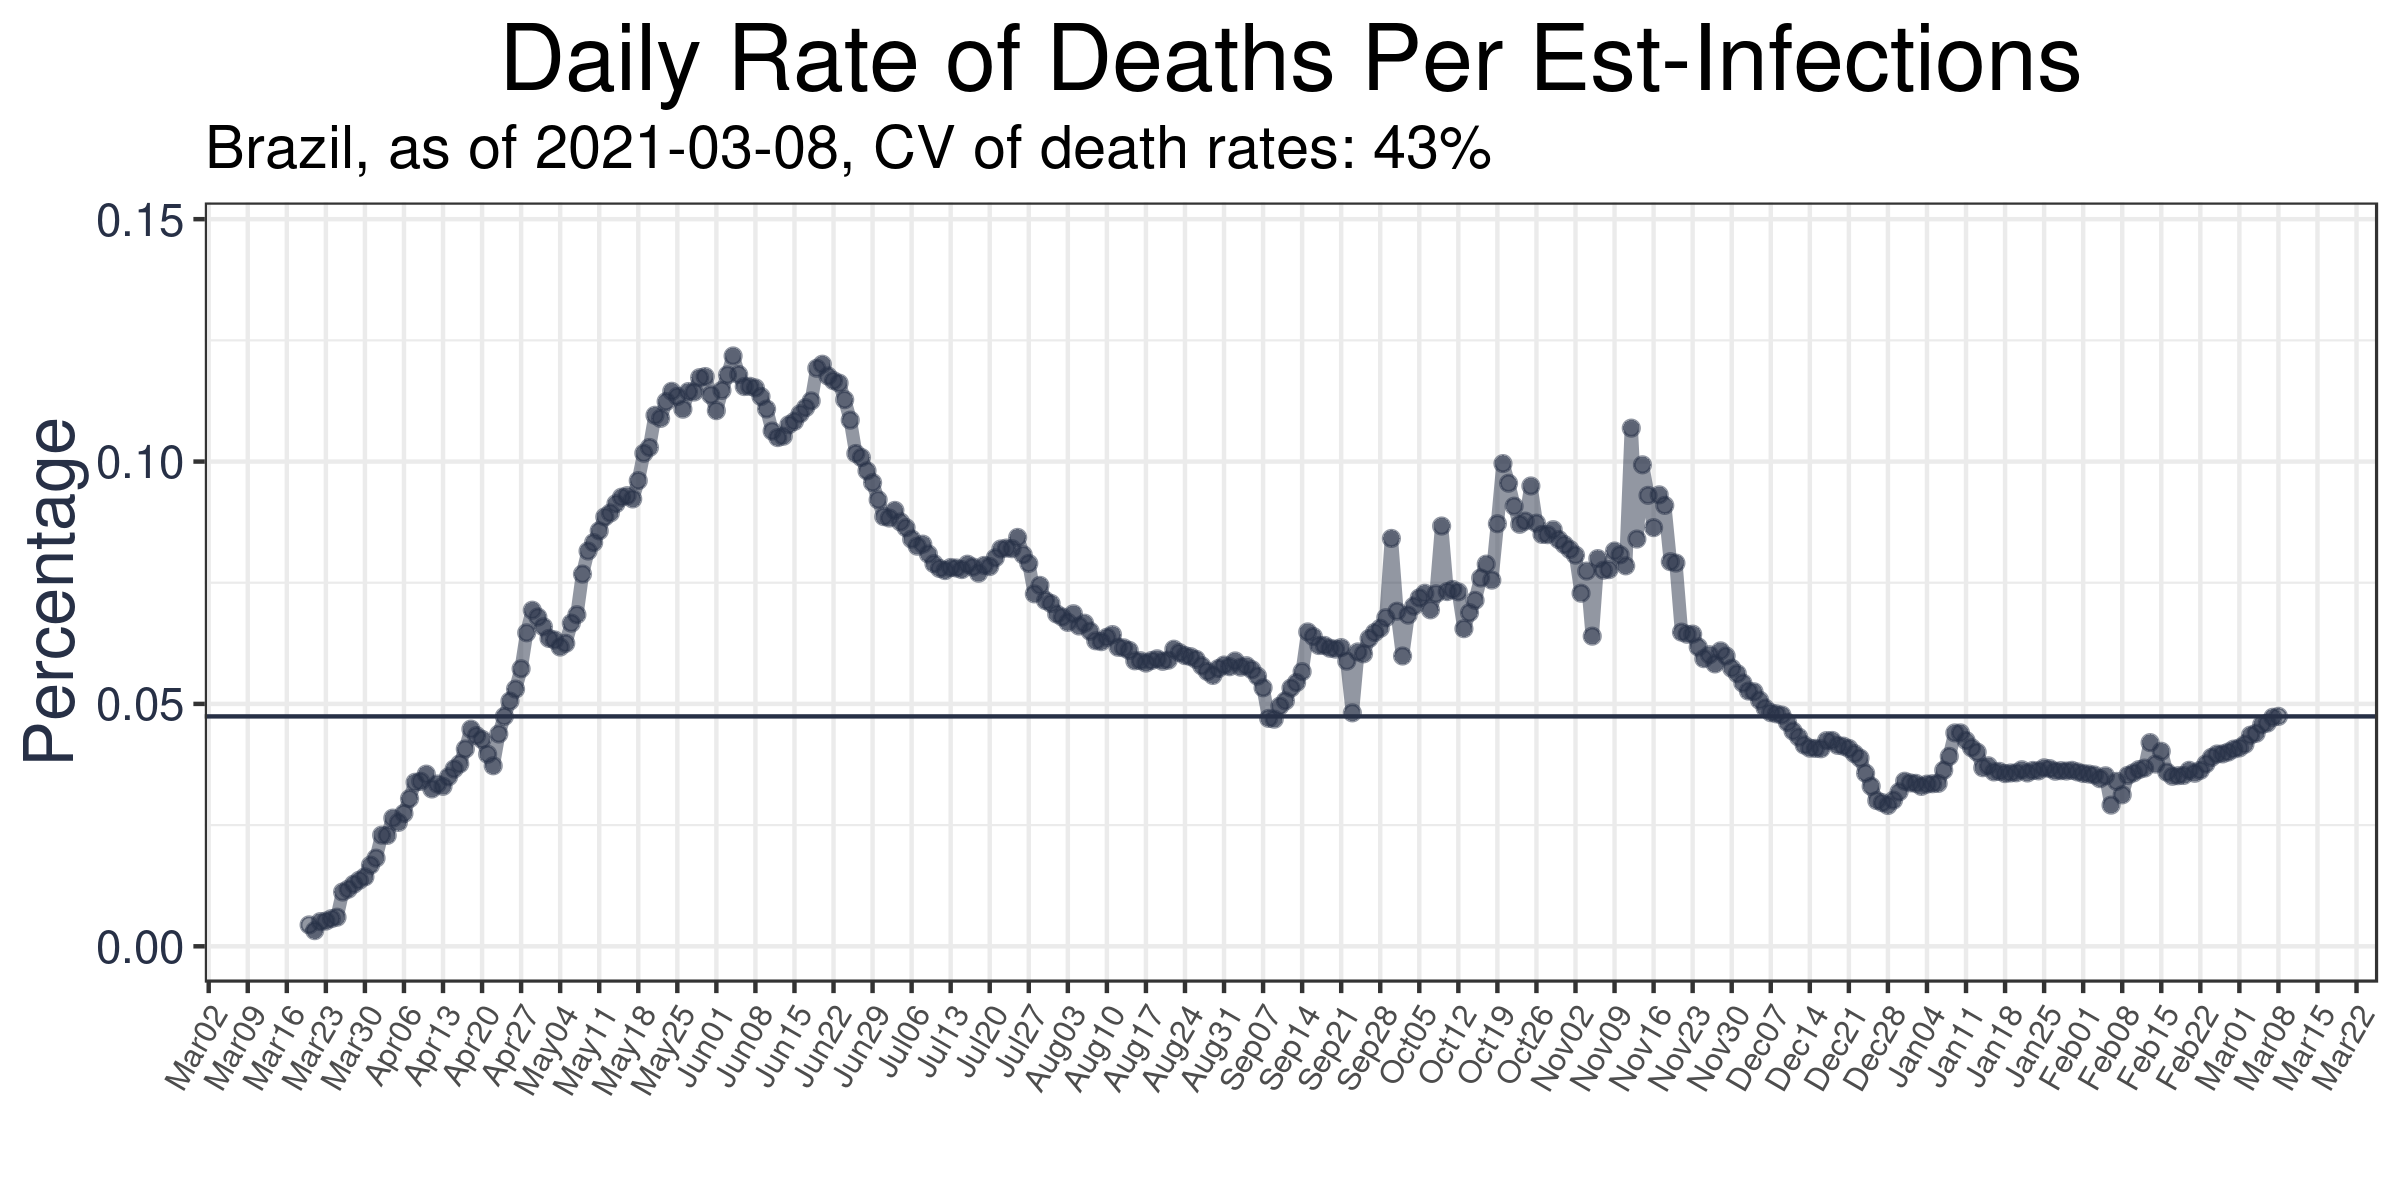 Daily Rate of Deaths Per Est-Infections
Brazil, as of 2021-03-08, CV of death rates: 43%
Percentage
0.15
0.10
0.05
0.00
Mar02
Mar09
Mar16
Mar23
Mar30
Apr06
Apr13
Apr20
Apr27
May04
May11
May18
May25
Jun01
Jun08
Jun15
Jun22
Jun29
Jul06
Jul13
Jul20
Jul27
Aug03
Aug10
Aug17
Aug24
Aug31
Sep07
Sep14
Sep21
Sep28
Oct05
Oct12
Oct19
Oct26
Nov02
Nov09
Nov16
Nov23
Nov30
Dec07
Dec14
Dec21
Dec28
Jan04
Jan11
Jan18
Jan25
Feb01
Feb08
Feb15
Feb22
Mar01
Mar08
Mar15
Mar22